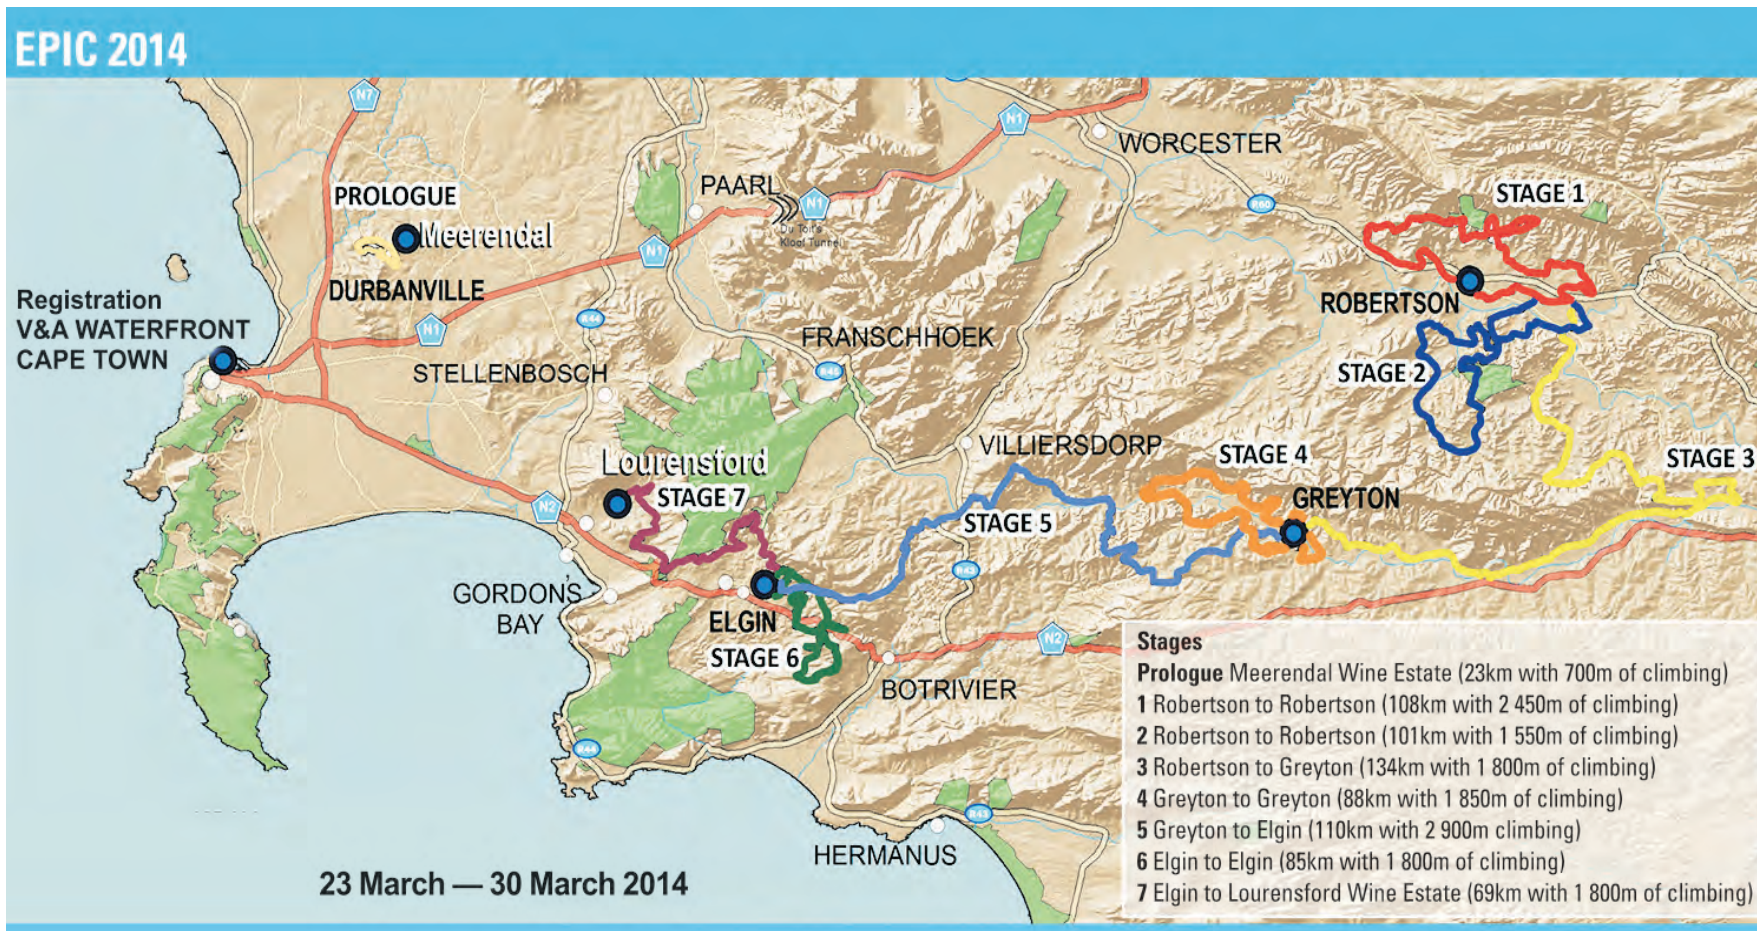 EPIC 2014
N7
N1
WORCESTER
PAARL
N1
Du Toit's
Kloof Tunnel
R60
STAGE 1
PROLOGUE
Meerendal
N1
DURBANVILLE
ROBERTSON
Registration
V&A WATERFRONT
CAPE TOWN
N1
R44
FRANSCHHOEK
R45
STELLENBOSCH
STAGE 2
VILLIERSDORP
STAGE 4
STAGE 3
Lourensford
STAGE 7
N2
GREYTON
STAGE 5
R43
GORDON'S
BAY
ELGIN
STAGE 6
N2
BOTRIVIER
R44
R43
HERMANUS
23 March — 30 March 2014
Stages
Prologue Meerendal Wine Estate (23km with 700m of climbing)
1 Robertson to Robertson (108km with 2 450m of climbing)
2 Robertson to Robertson (101km with 1 550m of climbing)
3 Robertson to Greyton (134km with 1 800m of climbing)
4 Greyton to Greyton (88km with 1 850m of climbing)
5 Greyton to Elgin (110km with 2 900m climbing)
6 Elgin to Elgin (85km with 1 800m of climbing)
7 Elgin to Lourensford Wine Estate (69km with 1 800m of climbing)